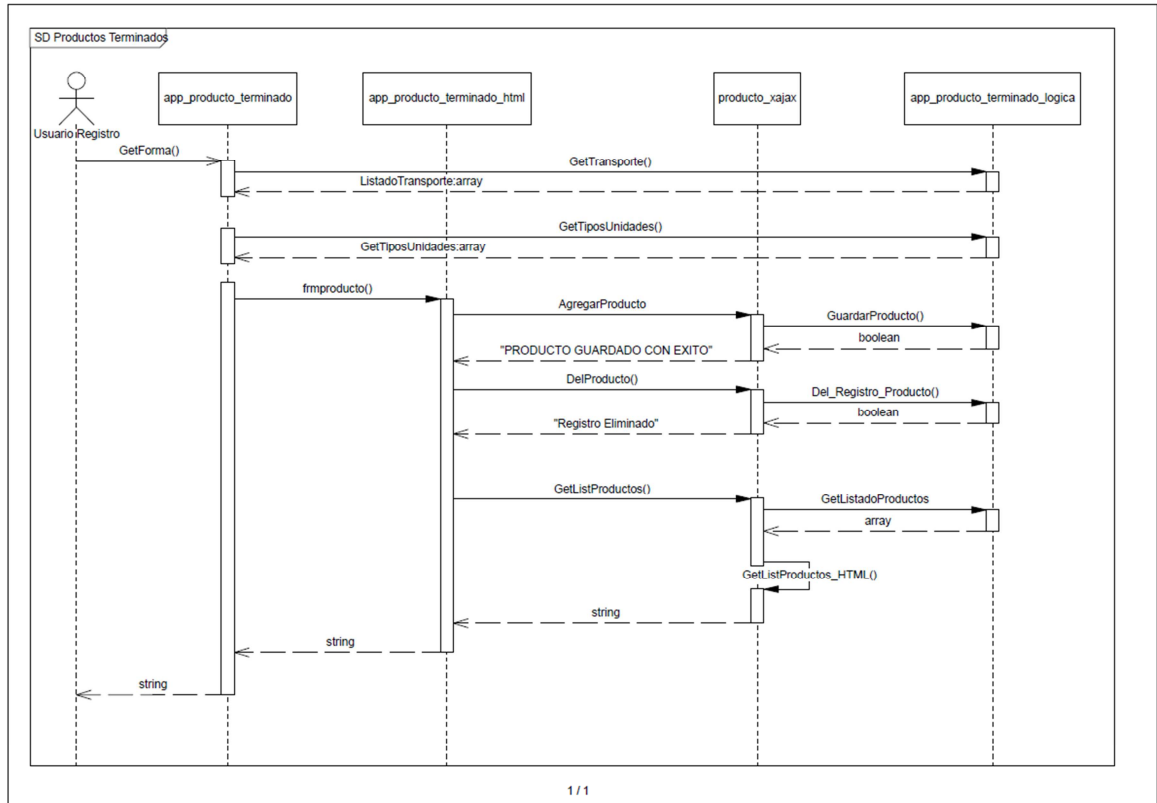 SD Productos Terminados
Usuario Registro
app_producto_terminado
app_producto_terminado_html
producto_xajax
app_producto_terminado_logica
GetForma()
GetTransporte()
ListadoTransporte:array
GetTiposUnidades()
GetTiposUnidades:array
frmproducto()
AgregarProducto
GuardarProducto()
boolean
"PRODUCTO GUARDADO CON EXITO"
DelProducto()
Del_Registro_Producto()
boolean
"Registro Eliminado"
GetListProductos()
GetListadoProductos
array
GetListProductos_HTML()
string
string
string
1 / 1